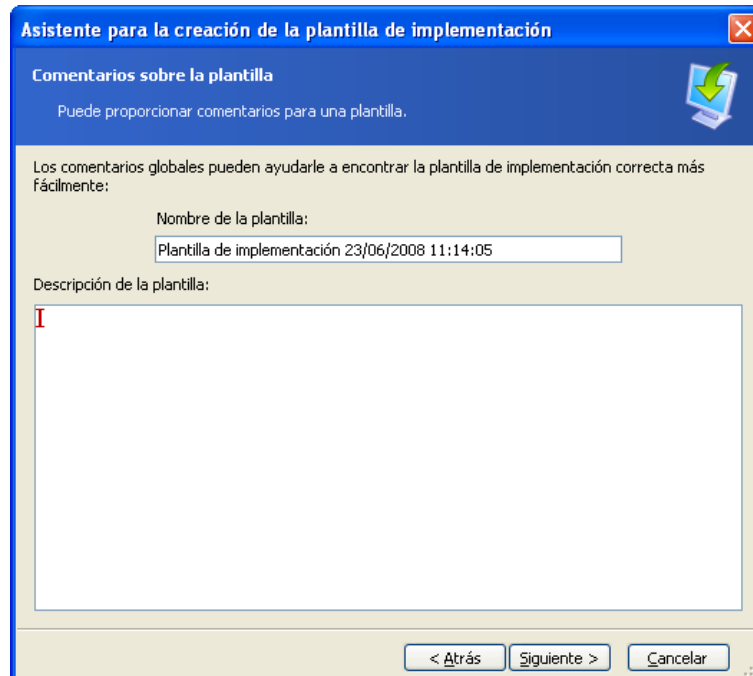 Asistente para la creación de la plantilla de implementación
Comentarios sobre la plantilla
Puede proporcionar comentarios para una plantilla.
Los comentarios globales pueden ayudarle a encontrar la plantilla de implementación correcta más
fácilmente:
Nombre de la plantilla:
Plantilla de implementación 23/06/2008 11:14:05
Descripción de la plantilla:
< Atrás Siguiente > Cancelar